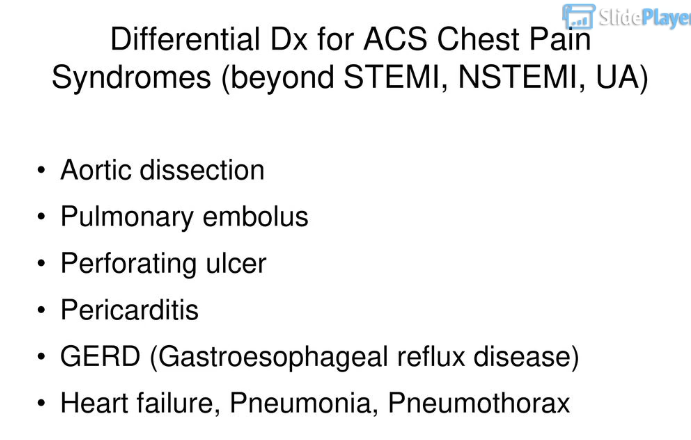 SlidePlayer
Differential Dx for ACS Chest Pain
Syndromes (beyond STEMI, NSTEMI, UA)
• Aortic dissection
• Pulmonary embolus
• Perforating ulcer
• Pericarditis
• GERD (Gastroesophageal reflux disease)
• Heart failure, Pneumonia, Pneumothorax